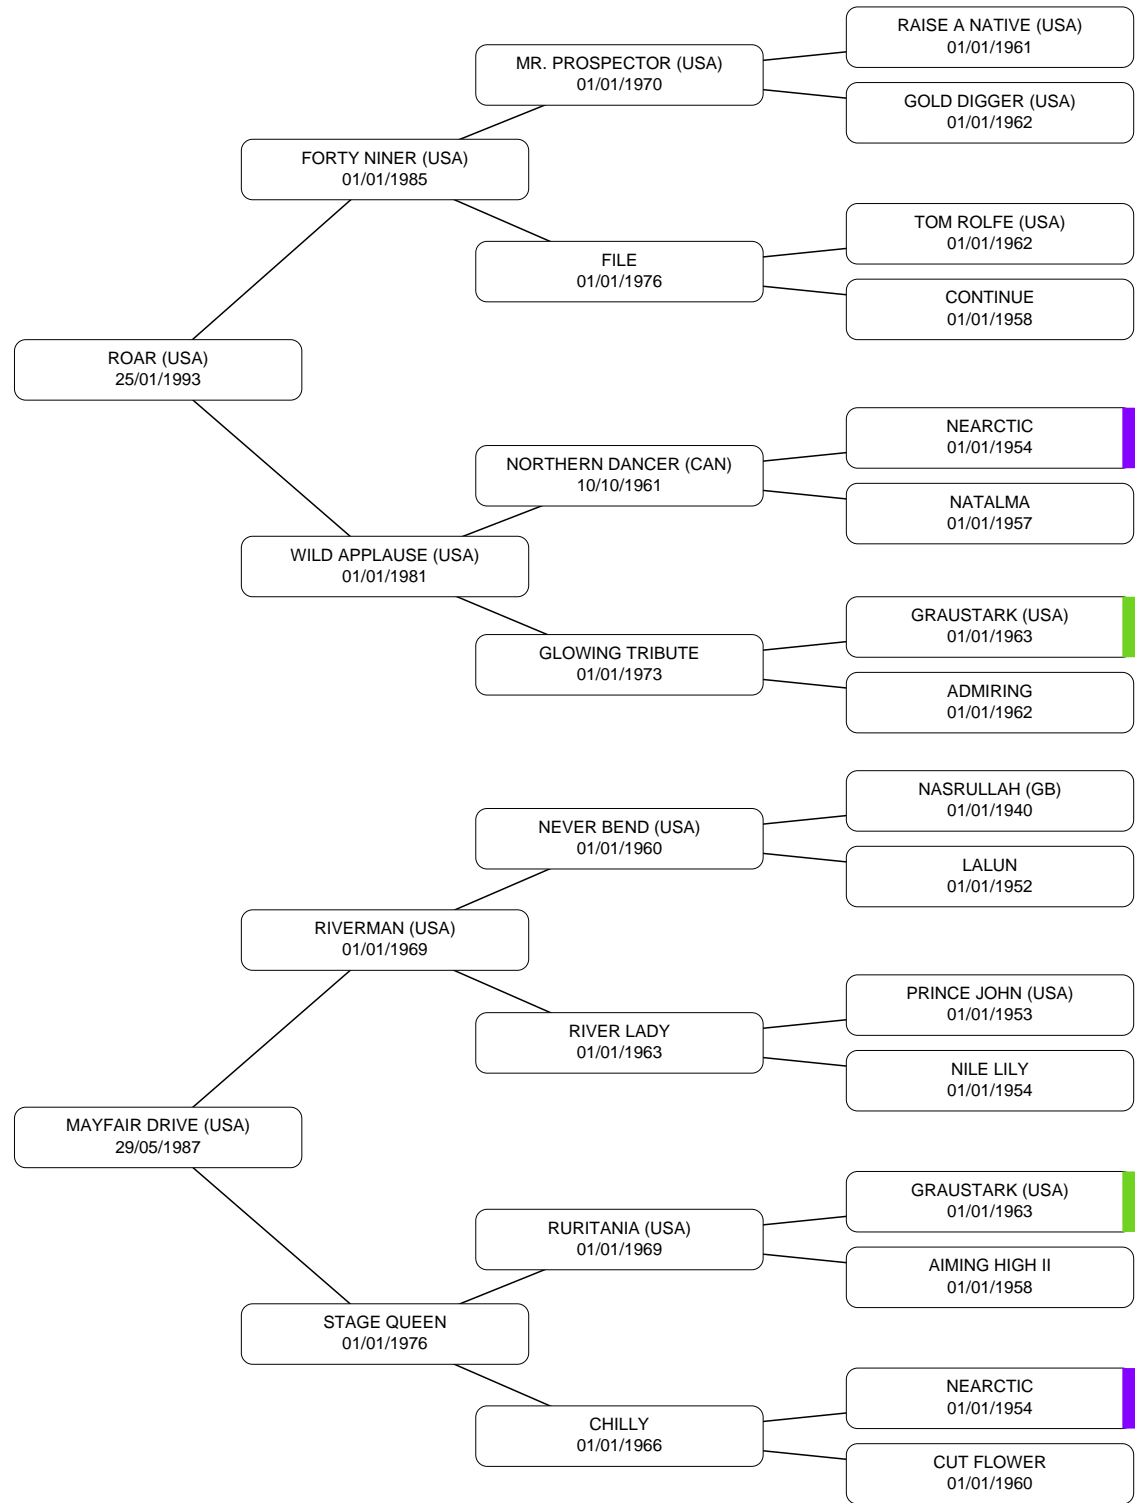 RAISE A NATIVE (USA)
01/01/1961
MR. PROSPECTOR (USA)
01/01/1970
GOLD DIGGER (USA)
01/01/1962
FORTY NINER (USA)
01/01/1985
TOM ROLFE (USA)
01/01/1962
FILE
01/01/1976
CONTINUE
01/01/1958
ROAR (USA)
25/01/1993
NEARCTIC
01/01/1954
NORTHERN DANCER (CAN)
10/10/1961
NATALMA
01/01/1957
WILD APPLAUSE (USA)
01/01/1981
GRAUSTARK (USA)
01/01/1963
GLOWING TRIBUTE
01/01/1973
ADMIRING
01/01/1962
NASRULLAH (GB)
01/01/1940
NEVER BEND (USA)
01/01/1960
LALUN
01/01/1952
RIVERMAN (USA)
01/01/1969
PRINCE JOHN (USA)
01/01/1953
RIVER LADY
01/01/1963
NILE LILY
01/01/1954
MAYFAIR DRIVE (USA)
29/05/1987
GRAUSTARK (USA)
01/01/1963
RURITANIA (USA)
01/01/1969
AIMING HIGH II
01/01/1958
STAGE QUEEN
01/01/1976
NEARCTIC
01/01/1954
CHILLY
01/01/1966
CUT FLOWER
01/01/1960